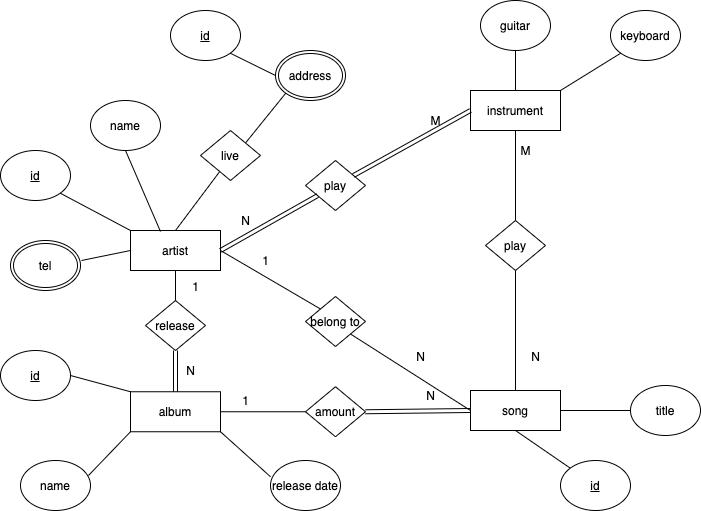 guitar
id
keyboard
address
instrument
M
name
M
live
id
play
N
artist
play
1
tel
1
release
belong to
N
N
N
id
N
1
album
amount
song
title
name
release date
id